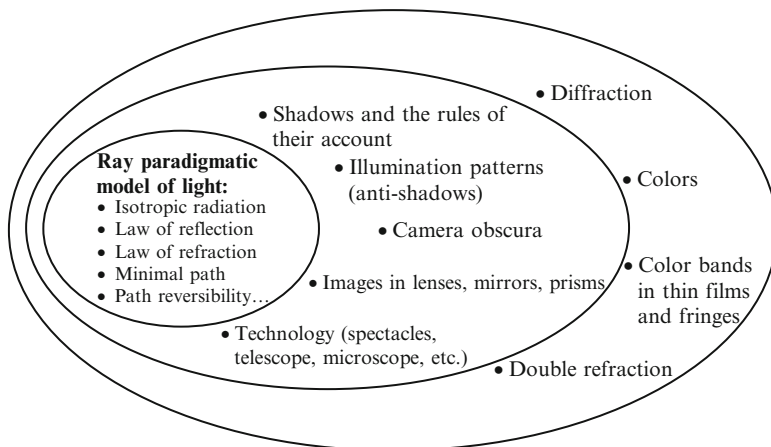 • Diffraction
• Shadows and the rules of
their account
Ray paradigmatic
model of light:
• Isotropic radiation
• Law of reflection
• Law of refraction
• Minimal path
• Path reversibility…
• Illumination patterns
(anti-shadows)
• Colors
• Camera obscura
• Color bands
in thin films
and fringes
• Images in lenses, mirrors, prisms
• Technology (spectacles,
telescope, microscope, etc.)
• Double refraction